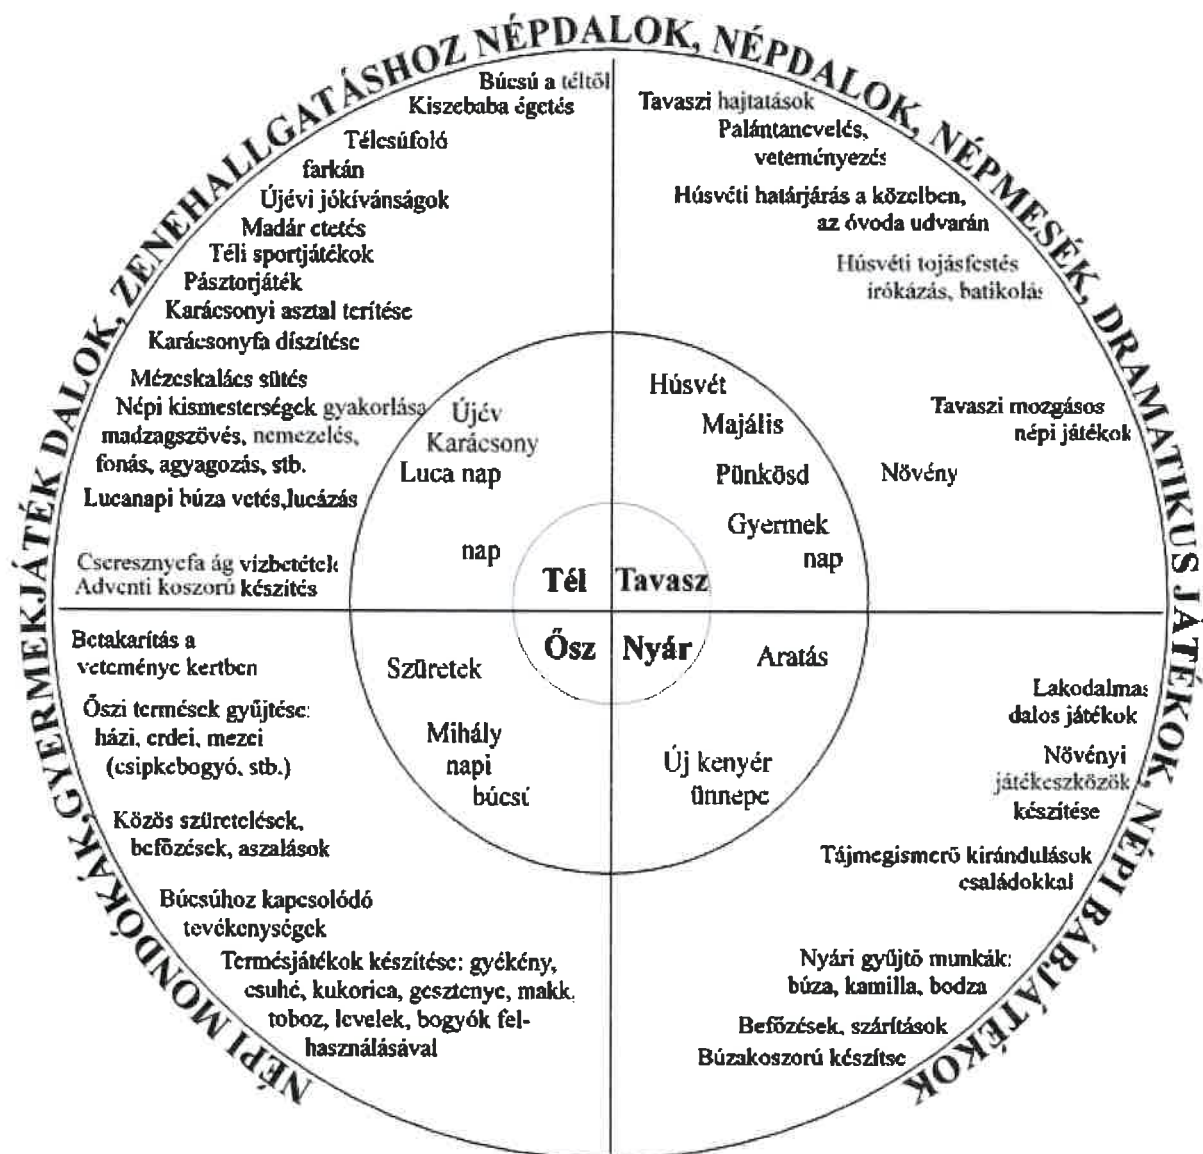 NÉPI MONDÓKÁK,GYERMEKJÁTÉK DALOK, ZENEHALLGATÁSHOZ NÉPDALOK, NÉPDALOK, NÉPMESÉK, DRAMATIKUS JÁTÉKOK, NÉPI BÁBJÁTÉKOK
Búcsú a téltől
Kiszebaba égetés
Télcsúfoló
farkán
Újévi jókívánságok
Madár etetés
Téli sportjátékok
Pásztorjáték
Karácsonyi asztal terítése
Karácsonyfa díszítése
Mézeskalács sütés
Népi kismesterségek gyakorlása
madzagszövés, nemezelés,
fonás, agyagozás, stb.
Lucanapi búza vetés,lucázás
Cseresznyefa ág vízbetétele
Adventi koszorú készítés
Újév
Karácsony
Luca nap
nap
Tél
Tavaszi hajtatások
Palántanevelés,
veteményezés
Húsvéti határjárás a közelben,
az óvoda udvarán
Húsvéti tojásfestés
írókázás, batikolás
Tavaszi mozgásos
népi játékok
Növény
Húsvét
Majális
Pünkösd
Gyermek
nap
Tavasz
Ősz
Szüretek
Mihály
napi
búcsú
Betakarítás a
veteménye kertben
Őszi termések gyűjtése:
házi, erdei, mezei
(csipkebogyó, stb.)
Közös szüretelések,
befőzések, aszalások
Búcsúhoz kapcsolódó
tevékenységek
Termésjátékok készítése: gyékény,
csuhé, kukorica, gesztenye, makk,
toboz, levelek, bogyók fel-
használásával
Nyár
Aratás
Új kenyér
ünnepe
Lakodalmas
dalos játékok
Növényi
játékeszközök
készítése
Tájmegismerő kirándulások
családokkal
Nyári gyűjtő munkák:
búza, kamilla, bodza
Befőzések, szárítások
Búzakoszorú készítse